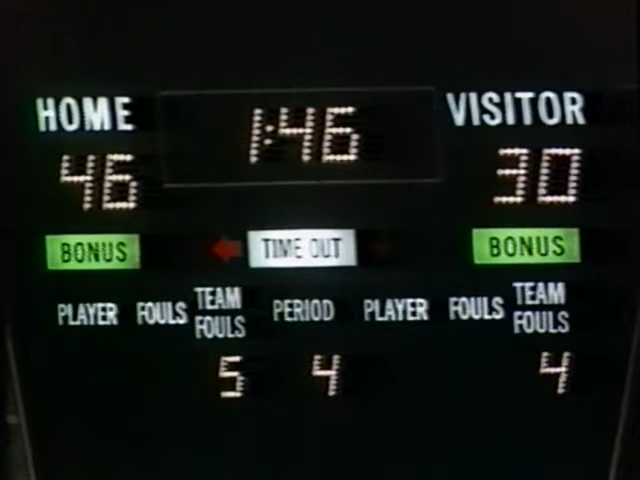 HOME 1:46 VISITOR
46 30
BONUS TIME OUT BONUS
PLAYER FOULS TEAM FOULS PERIOD PLAYER FOULS TEAM FOULS
5 4 4